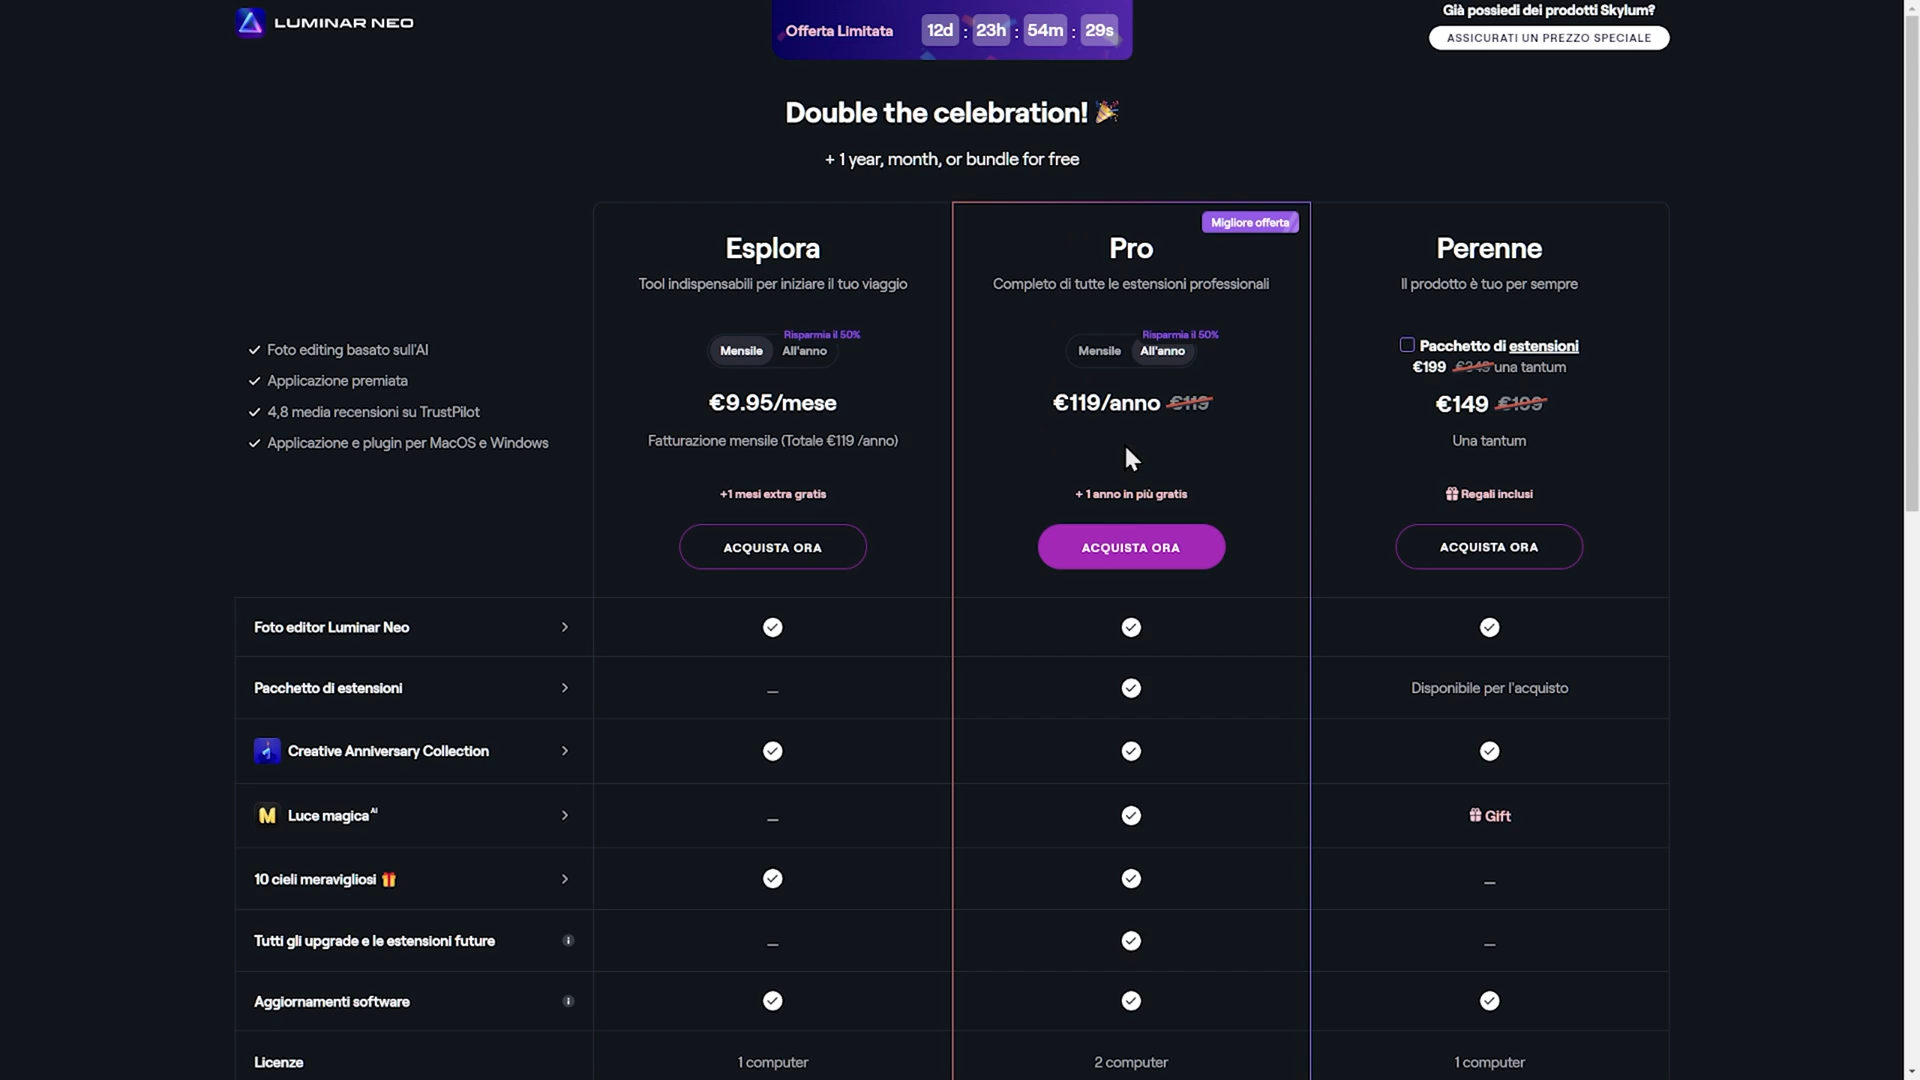 LUMINAR NEO
Offerta Limitata 12d : 23h : 54m : 29s
Già possiedi dei prodotti Skylum?
ASSICURATI UN PREZZO SPECIALE
Double the celebration! 🎉
+ 1 year, month, or bundle for free
✓ Foto editing basato sull'AI
✓ Applicazione premiata
✓ 4,8 media recensioni su TrustPilot
✓ Applicazione e plugin per MacOS e Windows
Esplora
Tool indispensabili per iniziare il tuo viaggio
Risparmia il 50%
Mensile All'anno
€9.95/mese
Fatturazione mensile (Totale €119 /anno)
+1 mesi extra gratis
ACQUISTA ORA
Migliore offerta
Pro
Completo di tutte le estensioni professionali
Risparmia il 50%
Mensile All'anno
€119/anno €119
+ 1 anno in più gratis
ACQUISTA ORA
Perenne
Il prodotto è tuo per sempre
Pacchetto di estensioni
€199 €349 una tantum
€149 €199
Una tantum
Regali inclusi
ACQUISTA ORA
Foto editor Luminar Neo
Pacchetto di estensioni – Disponibile per l'acquisto
Creative Anniversary Collection
M Luce magica AI – Gift
10 cieli meravigliosi 🎁 –
Tutti gli upgrade e le estensioni future – –
Aggiornamenti software
Licenze 1 computer 2 computer 1 computer